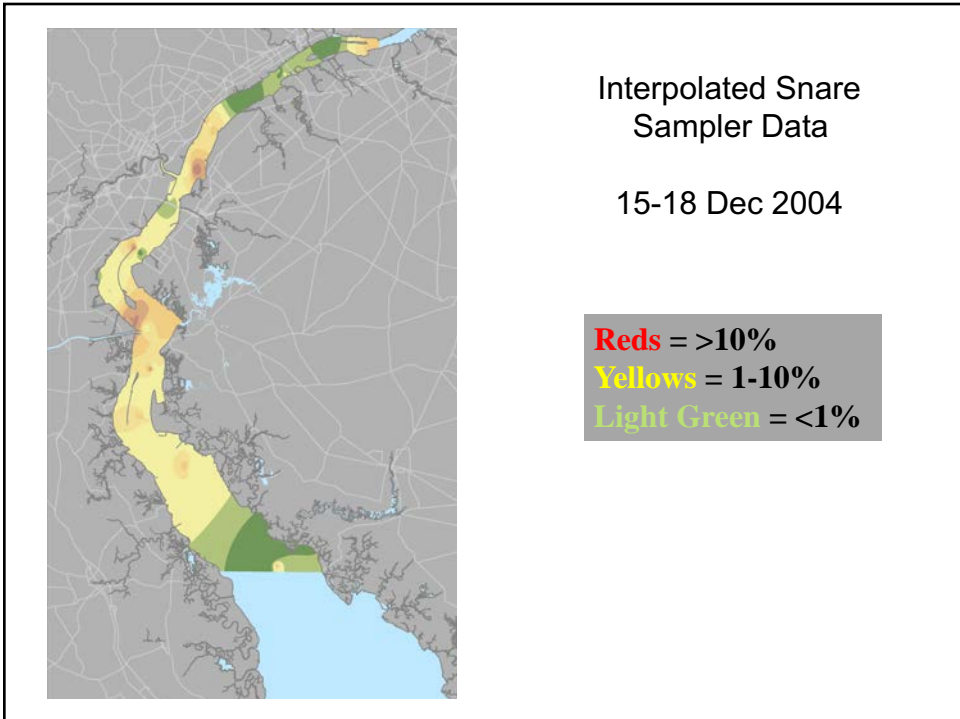 Interpolated Snare
Sampler Data
15-18 Dec 2004
Reds = >10%
Yellows = 1-10%
Light Green = <1%